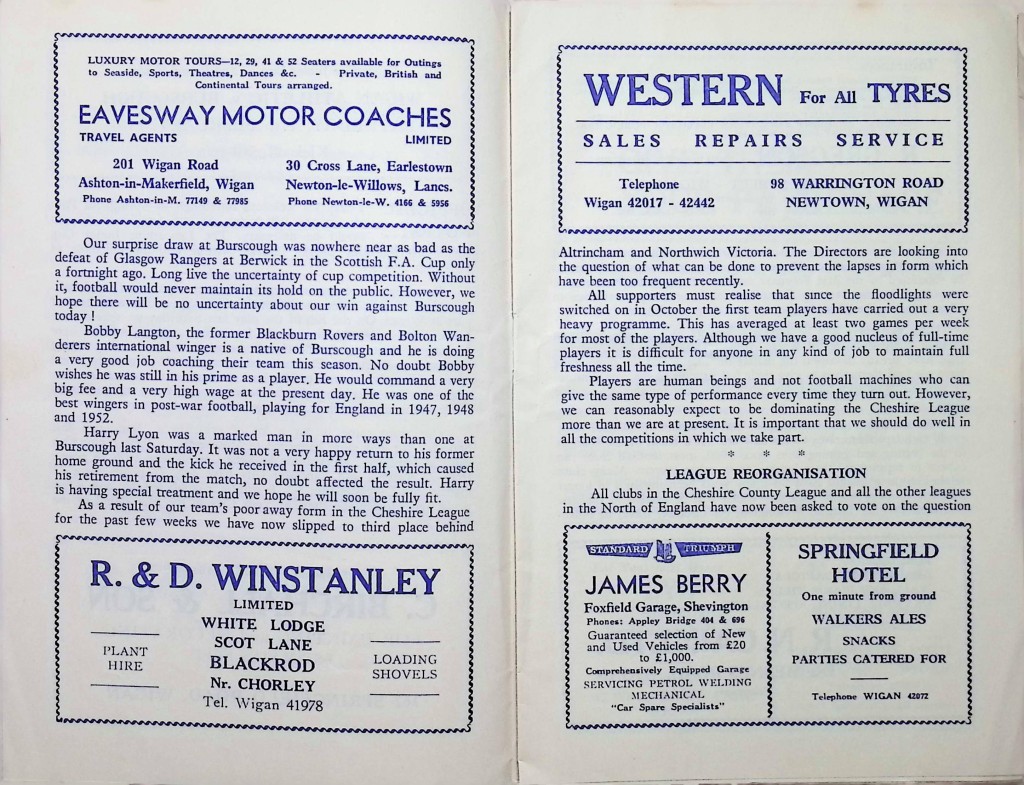 LUXURY MOTOR TOURS—12, 29, 41 & 52 Seaters available for Outings
to Seaside, Sports, Theatres, Dances &c. - Private, British and
Continental Tours arranged.
EAVESWAY MOTOR COACHES
TRAVEL AGENTS LIMITED
201 Wigan Road
Ashton-in-Makerfield, Wigan
Phone Ashton-in-M. 77149 & 77985
30 Cross Lane, Earlestown
Newton-le-Willows, Lancs.
Phone Newton-le-W. 4166 & 5956
Our surprise draw at Burscough was nowhere near as bad as the
defeat of Glasgow Rangers at Berwick in the Scottish F.A. Cup only
a fortnight ago. Long live the uncertainty of cup competition. Without
it, football would never maintain its hold on the public. However, we
hope there will be no uncertainty about our win against Burscough
today !
Bobby Langton, the former Blackburn Rovers and Bolton Wan-
derers international winger is a native of Burscough and he is doing
a very good job coaching their team this season. No doubt Bobby
wishes he was still in his prime as a player. He would command a very
big fee and a very high wage at the present day. He was one of the
best wingers in post-war football, playing for England in 1947, 1948
and 1952.
Harry Lyon was a marked man in more ways than one at
Burscough last Saturday. It was not a very happy return to his former
home ground and the kick he received in the first half, which caused
his retirement from the match, no doubt affected the result. Harry
is having special treatment and we hope he will soon be fully fit.
As a result of our team's poor away form in the Cheshire League
for the past few weeks we have now slipped to third place behind
R. & D. WINSTANLEY
LIMITED
WHITE LODGE
SCOT LANE
BLACKROD
Nr. CHORLEY
Tel. Wigan 41978
PLANT
HIRE
LOADING
SHOVELS
WESTERN For All TYRES
SALES REPAIRS SERVICE
Telephone
Wigan 42017 - 42442
98 WARRINGTON ROAD
NEWTOWN, WIGAN
Altrincham and Northwich Victoria. The Directors are looking into
the question of what can be done to prevent the lapses in form which
have been too frequent recently.
All supporters must realise that since the floodlights were
switched on in October the first team players have carried out a very
heavy programme. This has averaged at least two games per week
for most of the players. Although we have a good nucleus of full-time
players it is difficult for anyone in any kind of job to maintain full
freshness all the time.
Players are human beings and not football machines who can
give the same type of performance every time they turn out. However,
we can reasonably expect to be dominating the Cheshire League
more than we are at present. It is important that we should do well in
all the competitions in which we take part.
* * *
LEAGUE REORGANISATION
All clubs in the Cheshire County League and all the other leagues
in the North of England have now been asked to vote on the question
STANDARD TRIUMPH
JAMES BERRY
Foxfield Garage, Shevington
Phones: Appley Bridge 404 & 696
Guaranteed selection of New
and Used Vehicles from £20
to £1,000.
Comprehensively Equipped Garage
SERVICING PETROL WELDING
MECHANICAL
"Car Spare Specialists"
SPRINGFIELD
HOTEL
One minute from ground
WALKERS ALES
SNACKS
PARTIES CATERED FOR
Telephone WIGAN 42072